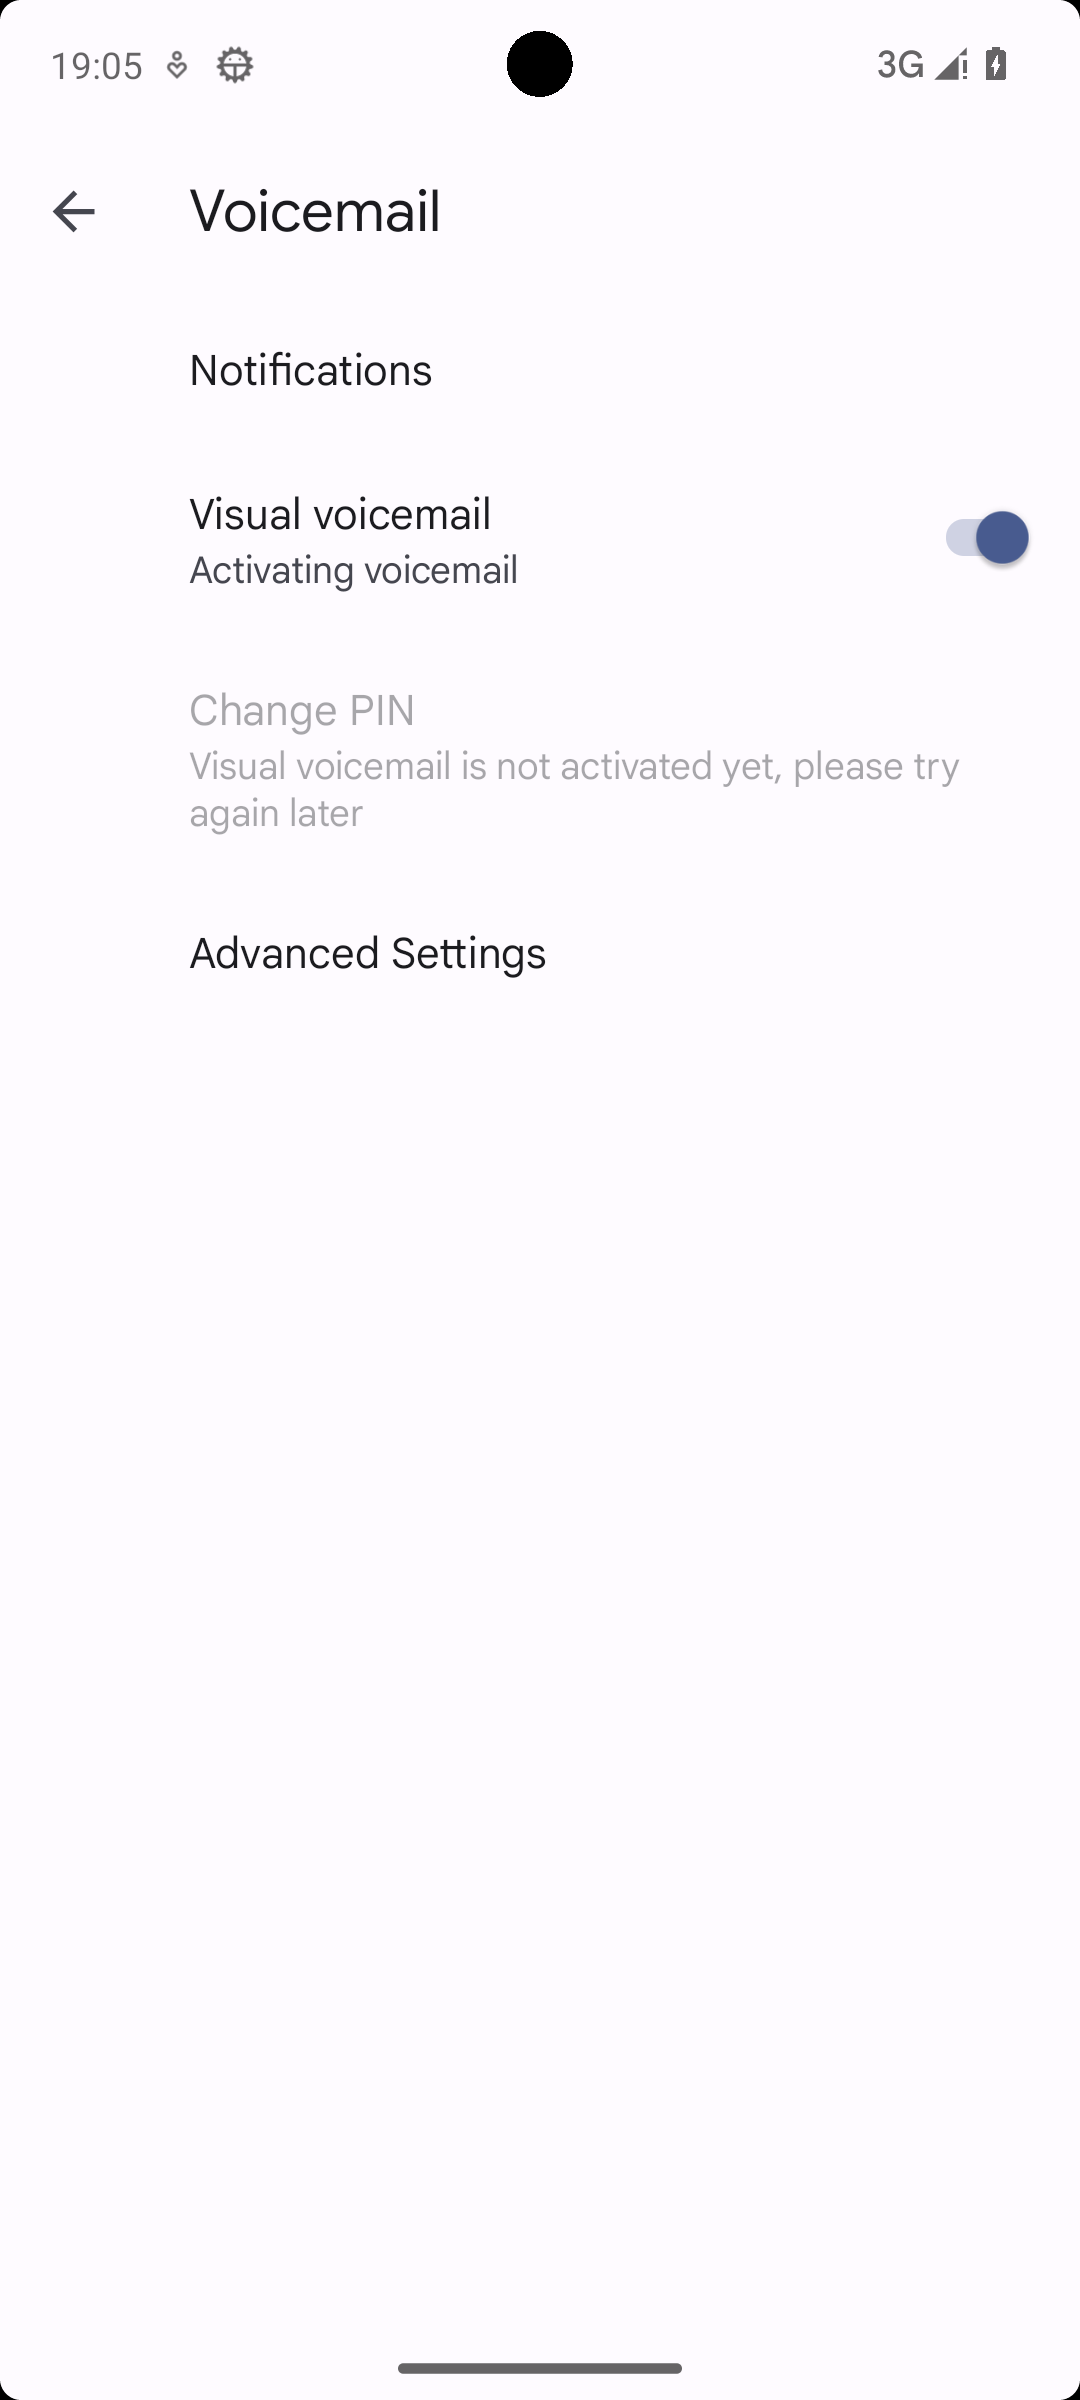 19:05
3G
Voicemail
Notifications
Visual voicemail
Activating voicemail
Change PIN
Visual voicemail is not activated yet, please try
again later
Advanced Settings